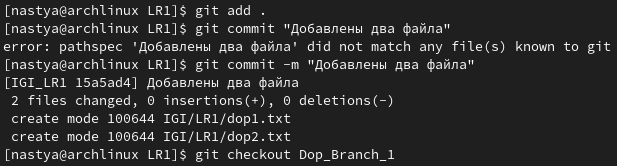 [nastya@archlinux LR1]$ git add .
[nastya@archlinux LR1]$ git commit "Добавлены два файла"
error: pathspec 'Добавлены два файла' did not match any file(s) known to git
[nastya@archlinux LR1]$ git commit -m "Добавлены два файла"
[IGI_LR1 15a5ad4] Добавлены два файла
 2 files changed, 0 insertions(+), 0 deletions(-)
 create mode 100644 IGI/LR1/dop1.txt
 create mode 100644 IGI/LR1/dop2.txt
[nastya@archlinux LR1]$ git checkout Dop_Branch_1